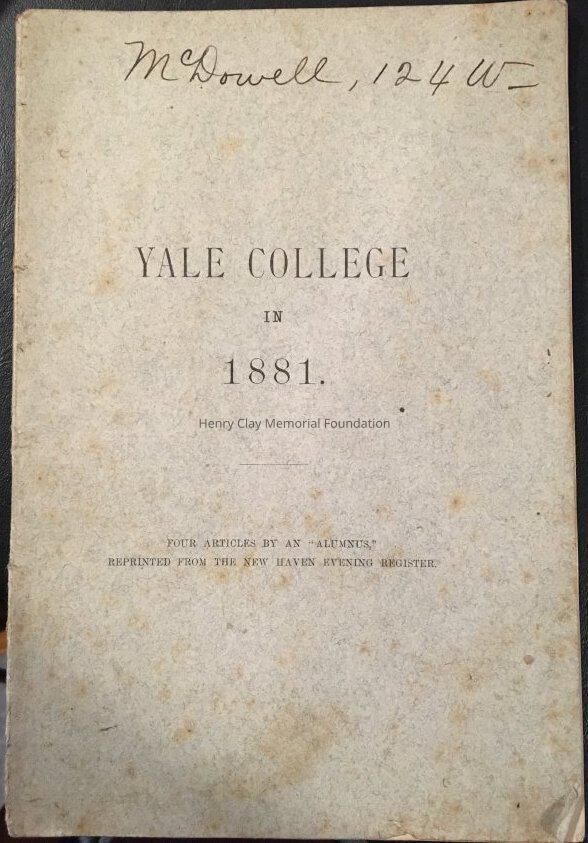 McDowell, 124 W–
YALE COLLEGE
IN
1881.
Henry Clay Memorial Foundation
FOUR ARTICLES BY AN "ALUMNUS,"
REPRINTED FROM THE NEW HAVEN EVENING REGISTER.